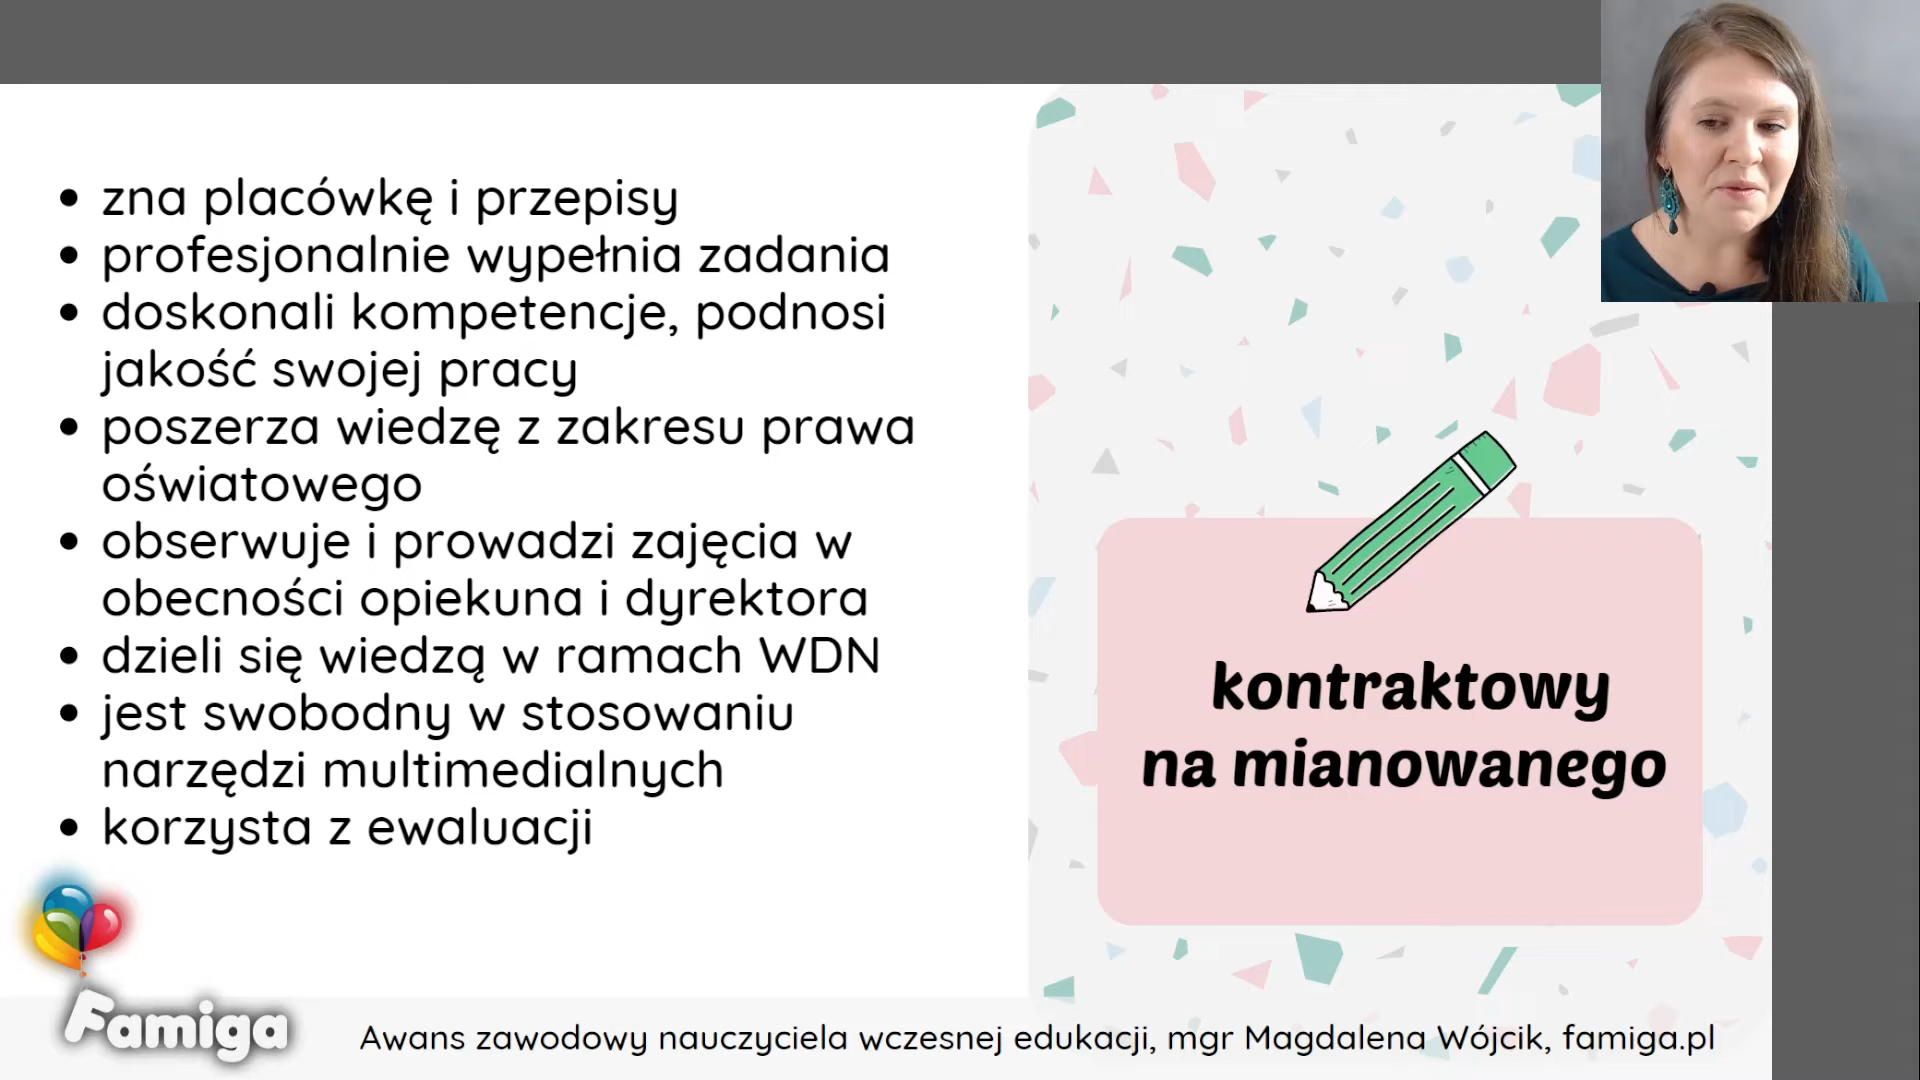 zna placówkę i przepisy
profesjonalnie wypełnia zadania
doskonali kompetencje, podnosi
jakość swojej pracy
poszerza wiedzę z zakresu prawa
oświatowego
obserwuje i prowadzi zajęcia w
obecności opiekuna i dyrektora
dzieli się wiedzą w ramach WDN
jest swobodny w stosowaniu
narzędzi multimedialnych
korzysta z ewaluacji
kontraktowy
na mianowanego
Famiga
Awans zawodowy nauczyciela wczesnej edukacji, mgr Magdalena Wójcik, famiga.pl